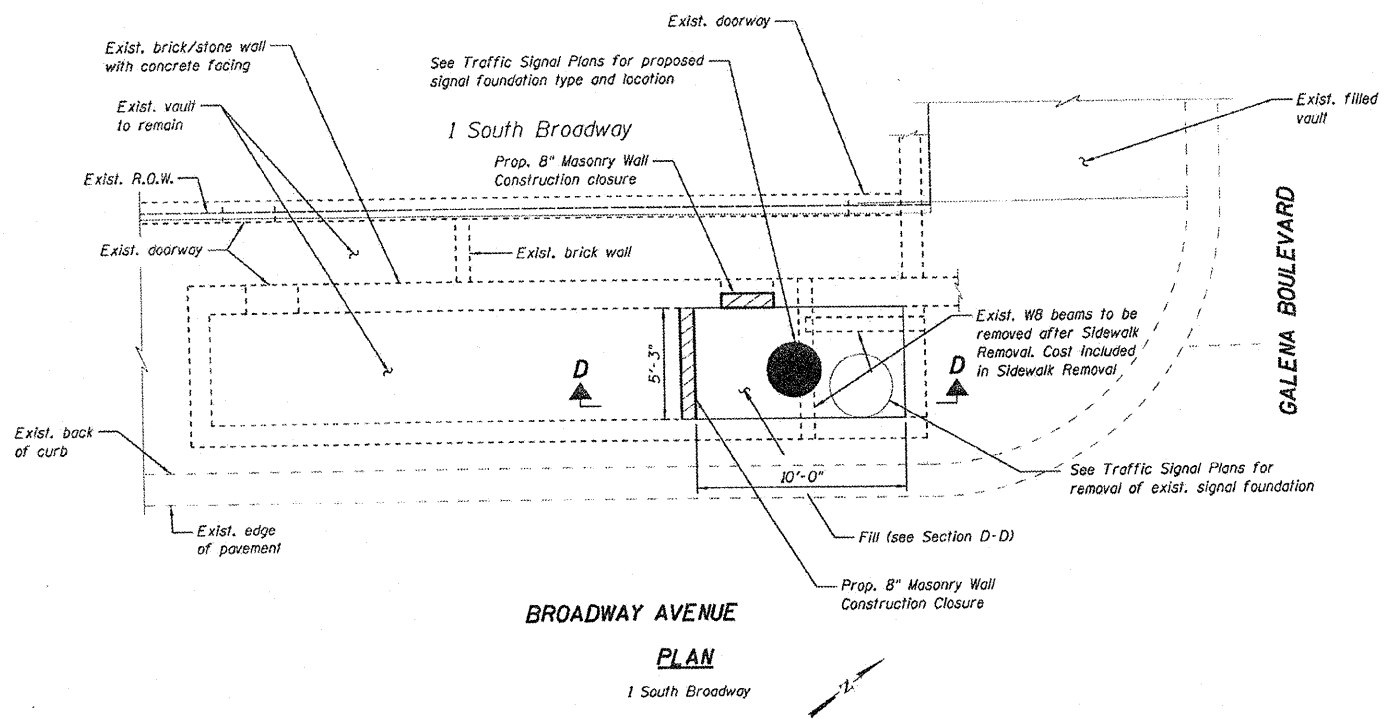 Exist. doorway
Exist. brick/stone wall
with concrete facing
See Traffic Signal Plans for proposed
signal foundation type and location
Exist. vault
to remain
Exist. filled
vault
1 South Broadway
Prop. 8" Masonry Wall
Construction closure
Exist. R.O.W.
Exist. doorway
Exist. brick wall
GALENA BOULEVARD
Exist. W8 beams to be
removed after Sidewalk
Removal. Cost included
in Sidewalk Removal
5'-3"
D
D
Exist. back
of curb
10'-0"
See Traffic Signal Plans for
removal of exist. signal foundation
Exist. edge
of pavement
Fill (see Section D-D)
Prop. 8" Masonry Wall
Construction Closure
BROADWAY AVENUE
PLAN
1 South Broadway
N